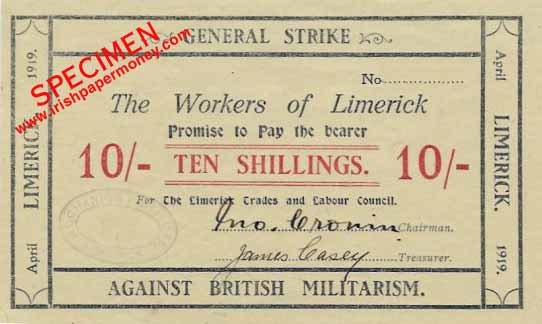 GENERAL STRIKE
SPECIMEN
www.irishpapermoney.com
No
The Workers of Limerick
Promise to Pay the bearer
10/- TEN SHILLINGS. 10/-
For The Limerick Trades and Labour Council.
Jno. Cronin Chairman.
James Casey Treasurer.
AGAINST BRITISH MILITARISM.
April LIMERICK 1919.
April LIMERICK. 1919.